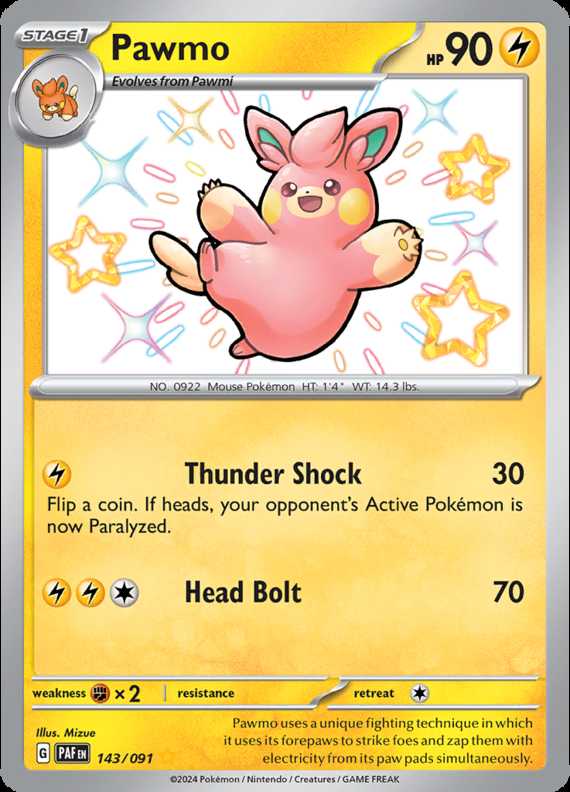 STAGE1
Pawmo
HP 90
Evolves from Pawmi
NO. 0922 Mouse Pokémon HT: 1'4" WT: 14.3 lbs.
Thunder Shock 30
Flip a coin. If heads, your opponent's Active Pokémon is
now Paralyzed.
Head Bolt 70
weakness ×2 resistance retreat
Illus. Mizue
Pawmo uses a unique fighting technique in which
it uses its forepaws to strike foes and zap them with
electricity from its paw pads simultaneously.
G PAF EN 143/091
©2024 Pokémon / Nintendo / Creatures / GAME FREAK